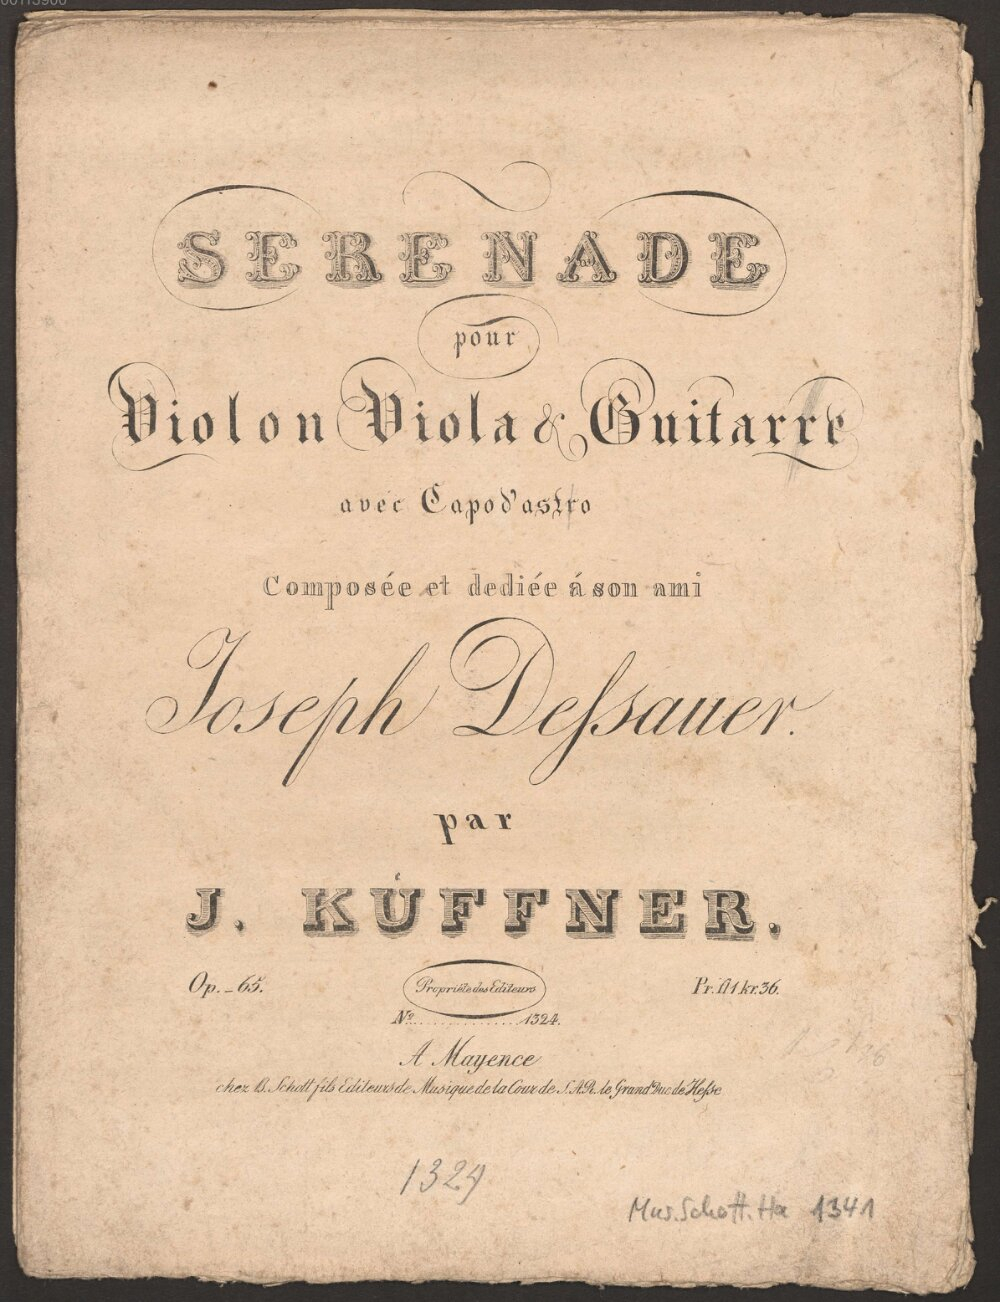 SERENADE
pour
Violon Viola & Guitarre
avec Capo d'astro
Composée et dediée á son ami
Joseph Deſsauer.
par
J. KÜFFNER.
Op. 65.
Propriété des Editeurs
Pr. fl 1 kr. 36.
No. ................ 1324.
A Mayence
chez B. Schott fils Editeurs de Musique de la Cour de S.A.R. le Grand Duc de Heſse
1324
Mus.Schott.Ha 1341